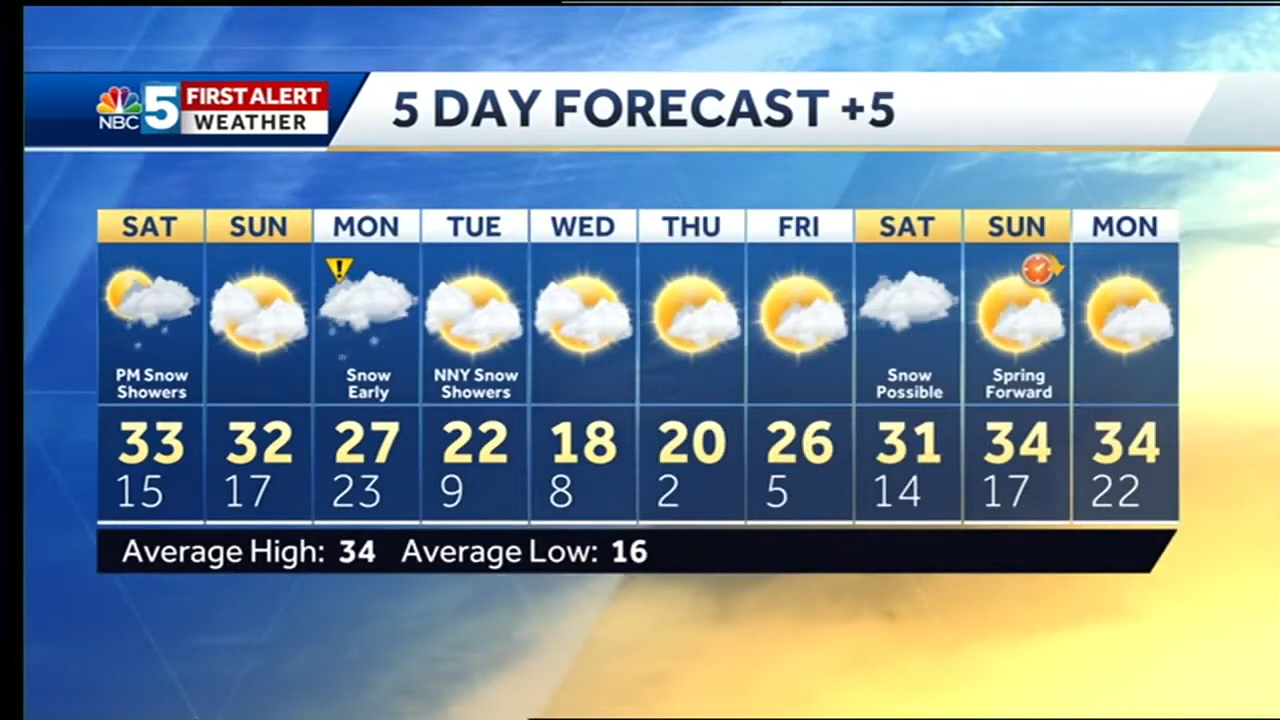 NBC 5 FIRST ALERT WEATHER
5 DAY FORECAST +5
SAT SUN MON TUE WED THU FRI SAT SUN MON
!
PM Snow Showers
Snow Early
NNY Snow Showers
Snow Possible
Spring Forward
33 32 27 22 18 20 26 31 34 34
15 17 23 9 8 2 5 14 17 22
Average High: 34 Average Low: 16